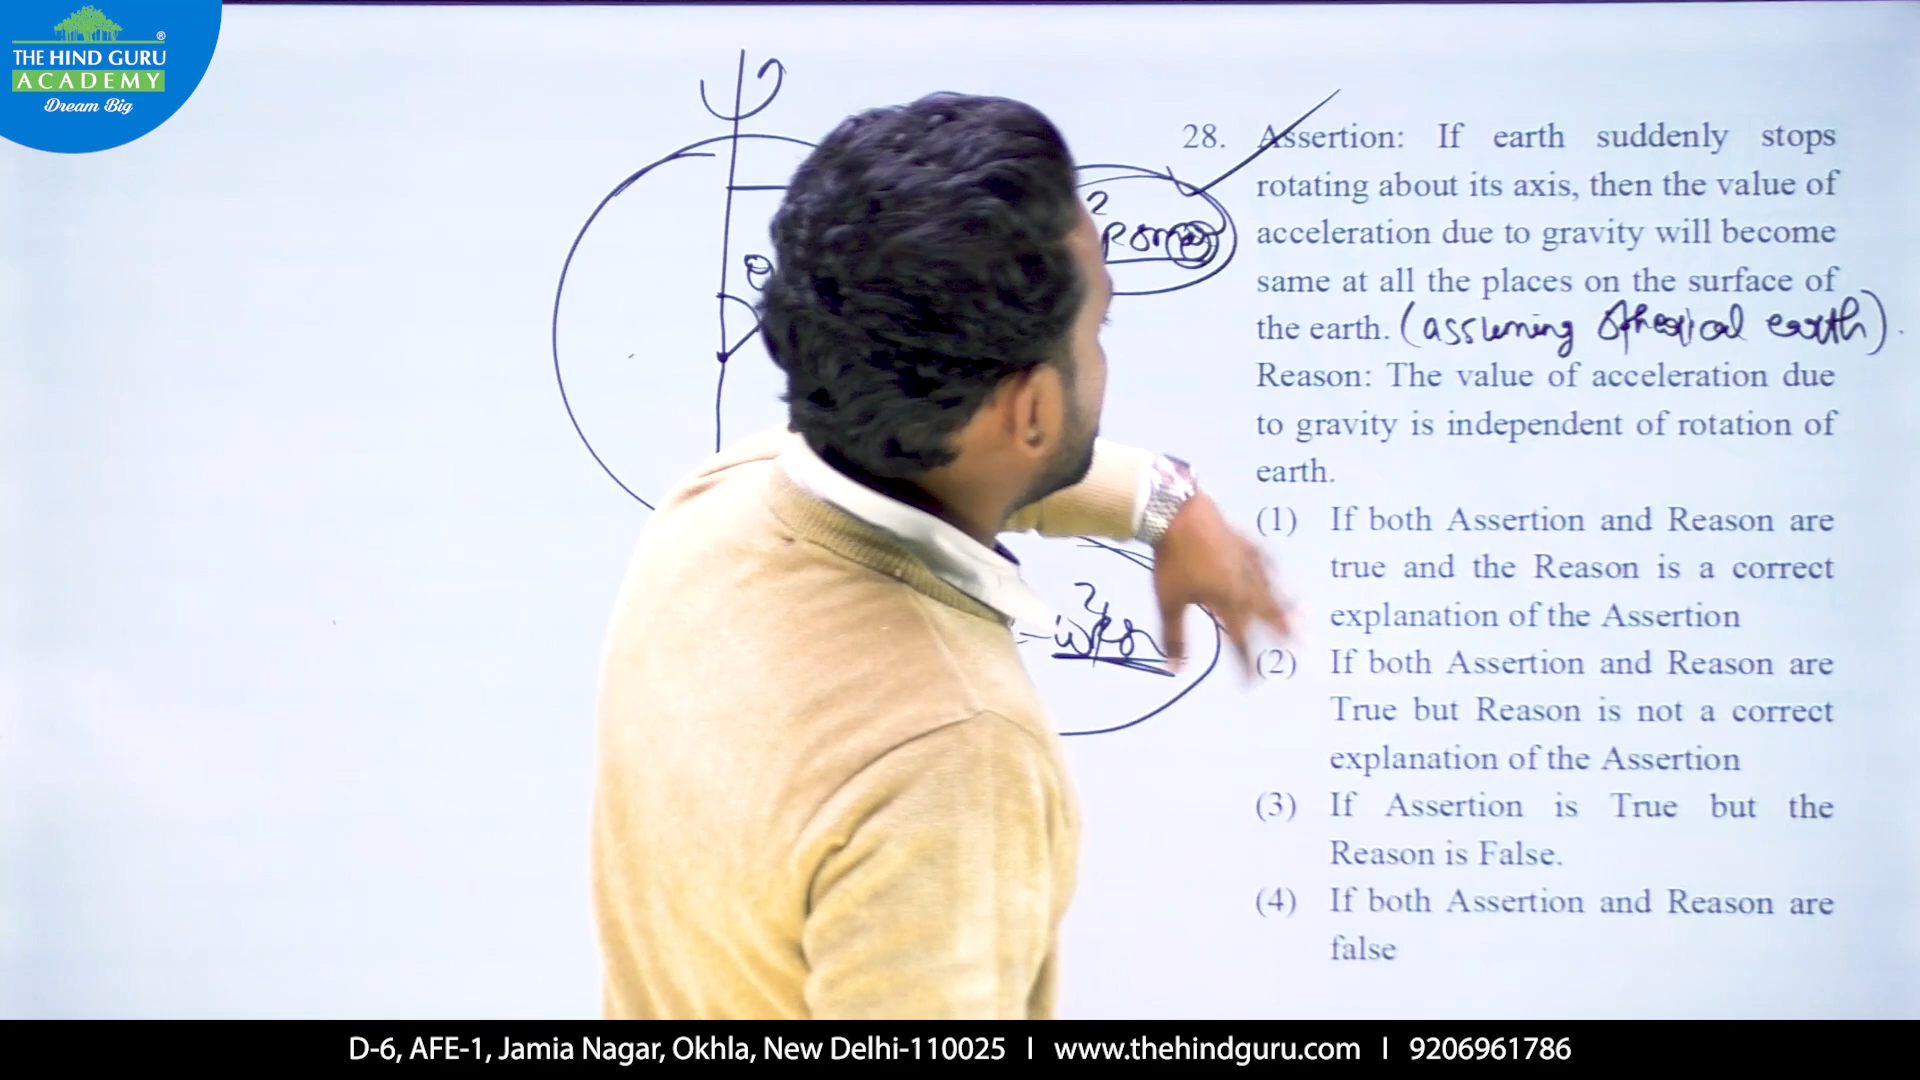 THE HIND GURU
ACADEMY
Dream Big
28. Assertion: If earth suddenly stops
rotating about its axis, then the value of
acceleration due to gravity will become
same at all the places on the surface of
the earth. (assuming spherical earth).
Reason: The value of acceleration due
to gravity is independent of rotation of
earth.
(1) If both Assertion and Reason are
true and the Reason is a correct
explanation of the Assertion
(2) If both Assertion and Reason are
True but Reason is not a correct
explanation of the Assertion
(3) If Assertion is True but the
Reason is False.
(4) If both Assertion and Reason are
false
D-6, AFE-1, Jamia Nagar, Okhla, New Delhi-110025 I www.thehindguru.com I 9206961786